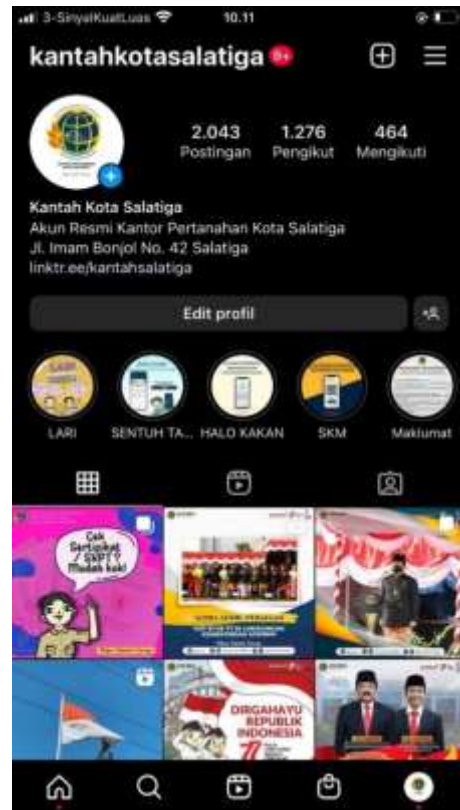 3-SinyalKuatLuas 10.11
kantahkotasalatiga 9+
2.043 1.276 464
Postingan Pengikut Mengikuti
Kantah Kota Salatiga
Akun Resmi Kantor Pertanahan Kota Salatiga
Jl. Imam Bonjol No. 42 Salatiga
linktr.ee/kantahsalatiga
Edit profil
LARI SENTUH TA... HALO KAKAN SKM Maklumat
LARI
Cek
Sertipikat
/ SKPT?
Mudah kok!
DIRGAHAYU
REPUBLIK
INDONESIA
77